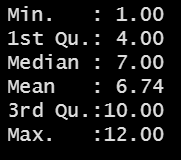 Min.   : 1.00
1st Qu.: 4.00
Median : 7.00
Mean   : 6.74
3rd Qu.:10.00
Max.   :12.00